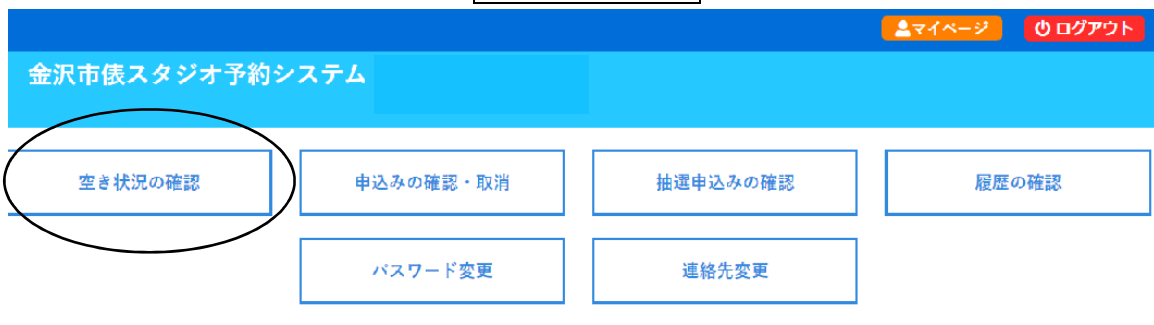 マイページ ログアウト
金沢市俵スタジオ予約システム
空き状況の確認 申込みの確認・取消 抽選申込みの確認 履歴の確認
パスワード変更 連絡先変更